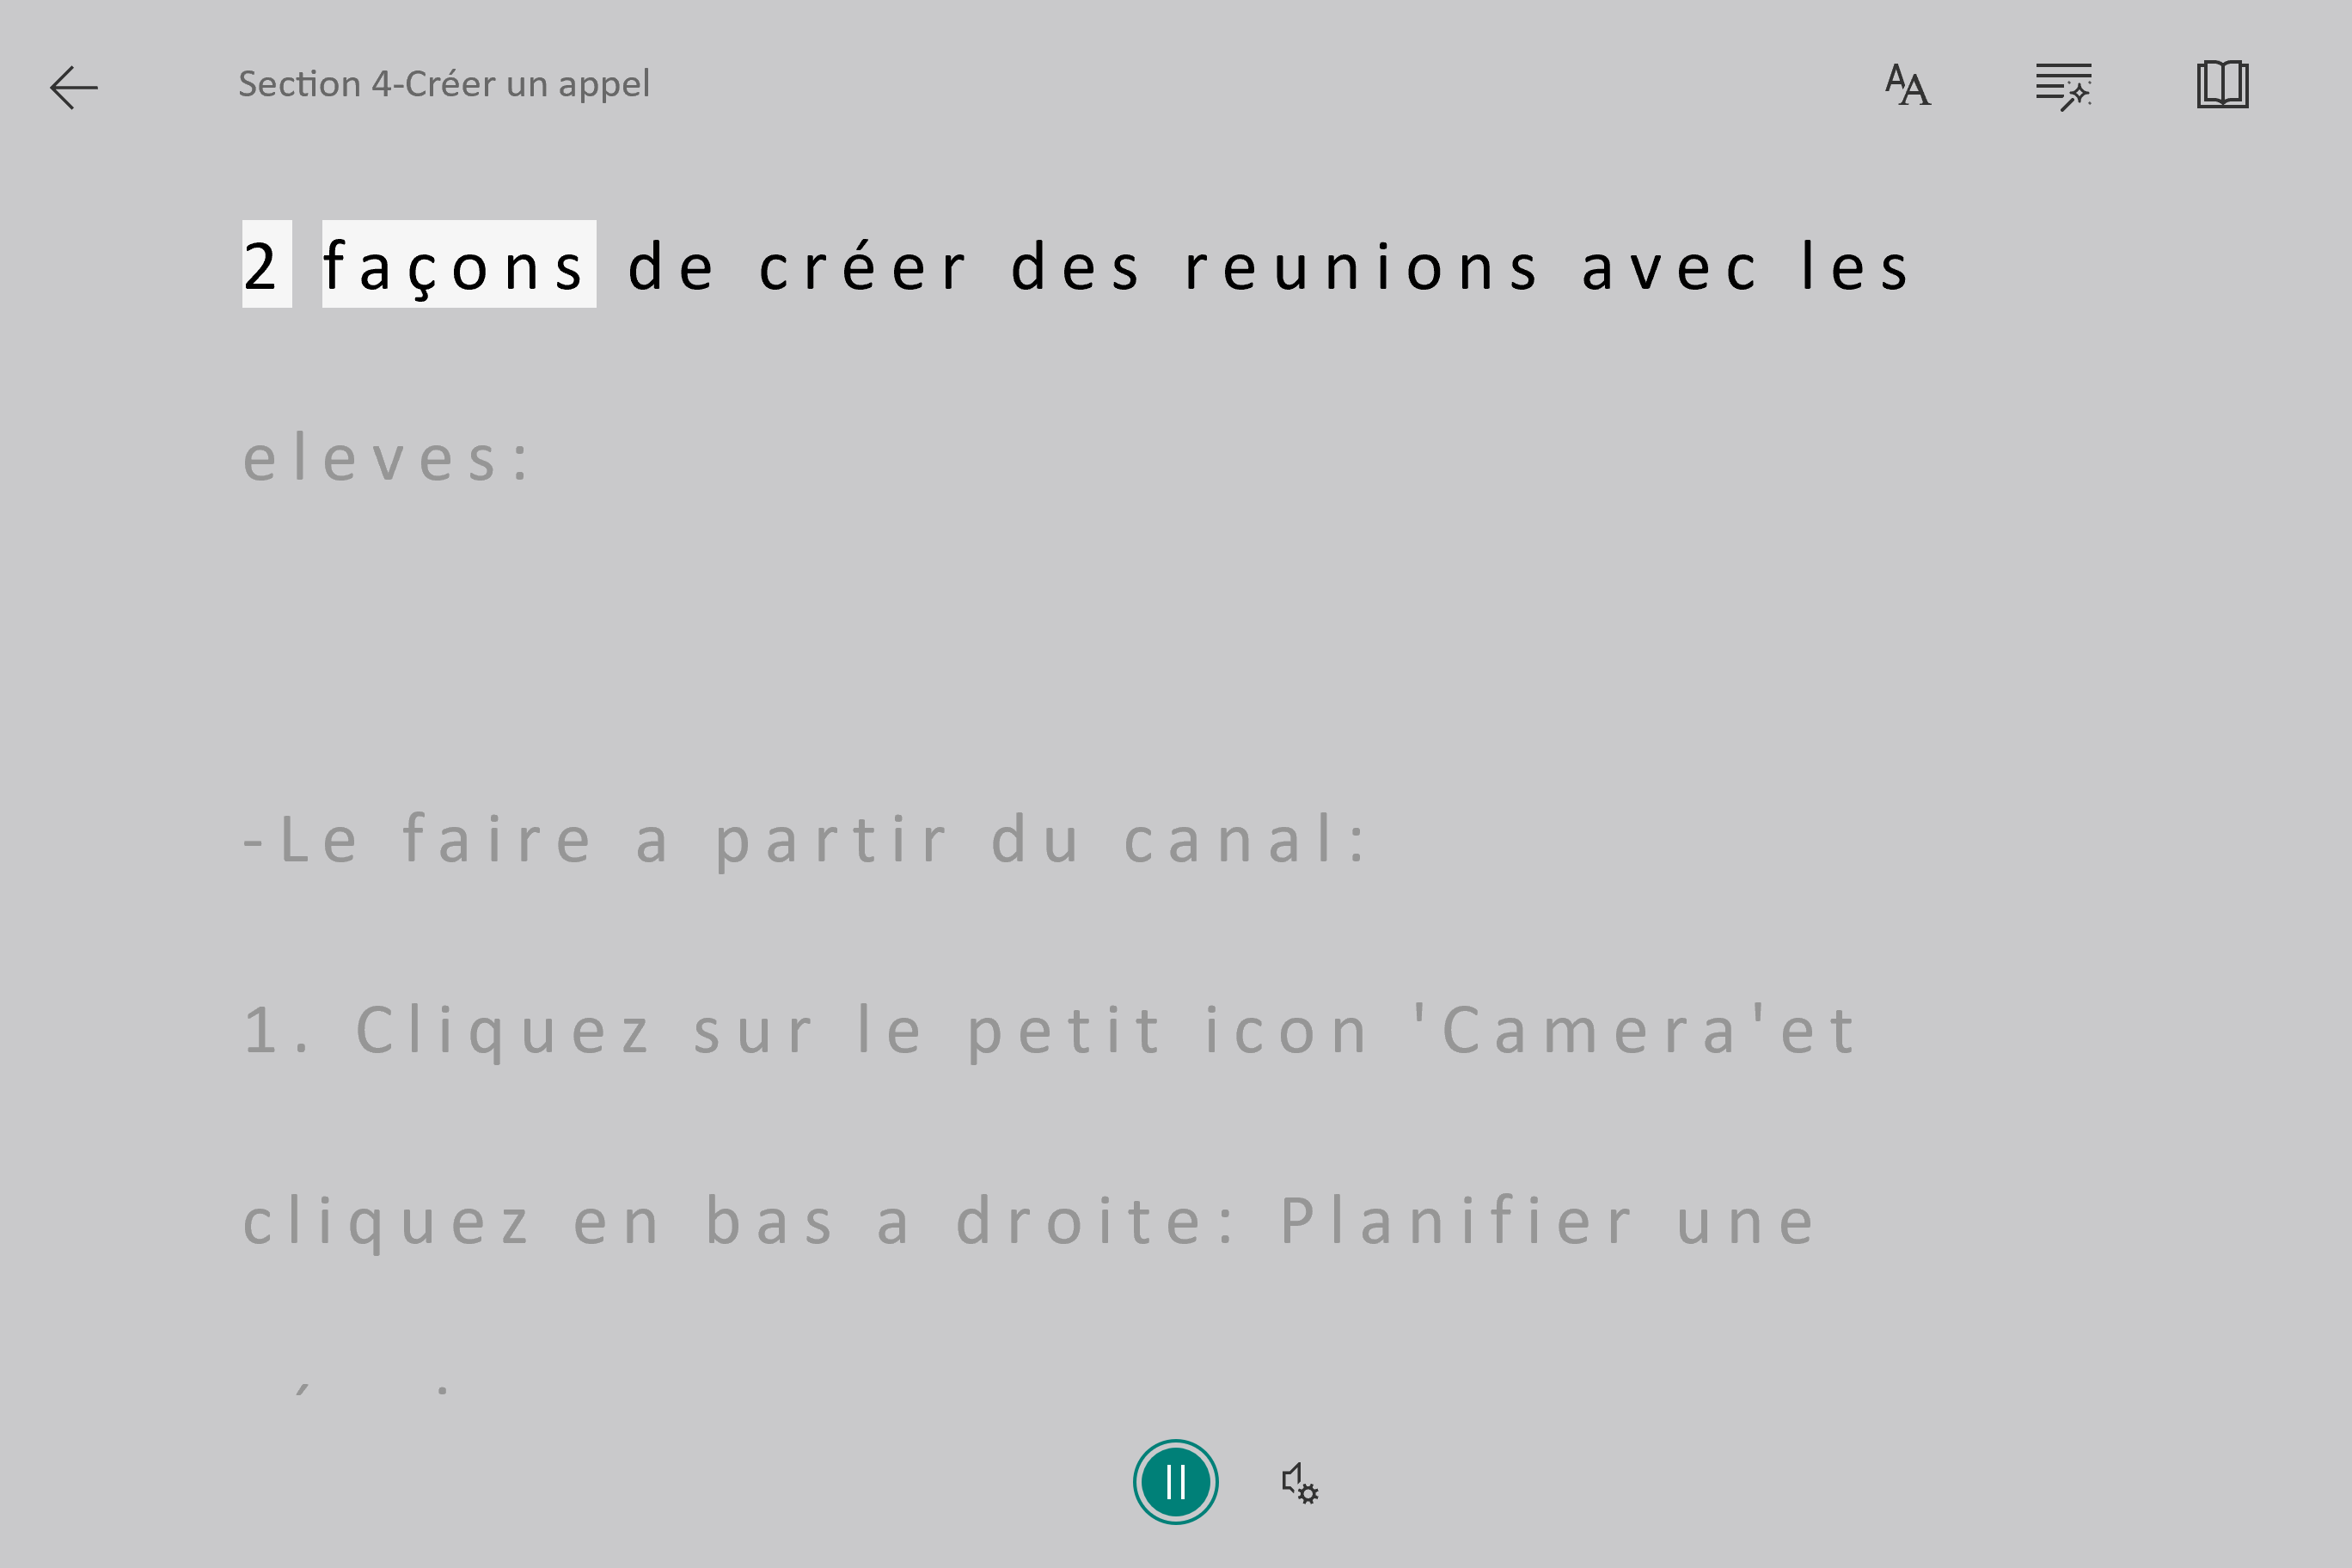 Section 4-Créer un appel
2 façons de créer des reunions avec les
eleves:
-Le faire a partir du canal:
1. Cliquez sur le petit icon 'Camera'et
cliquez en bas a droite: Planifier une